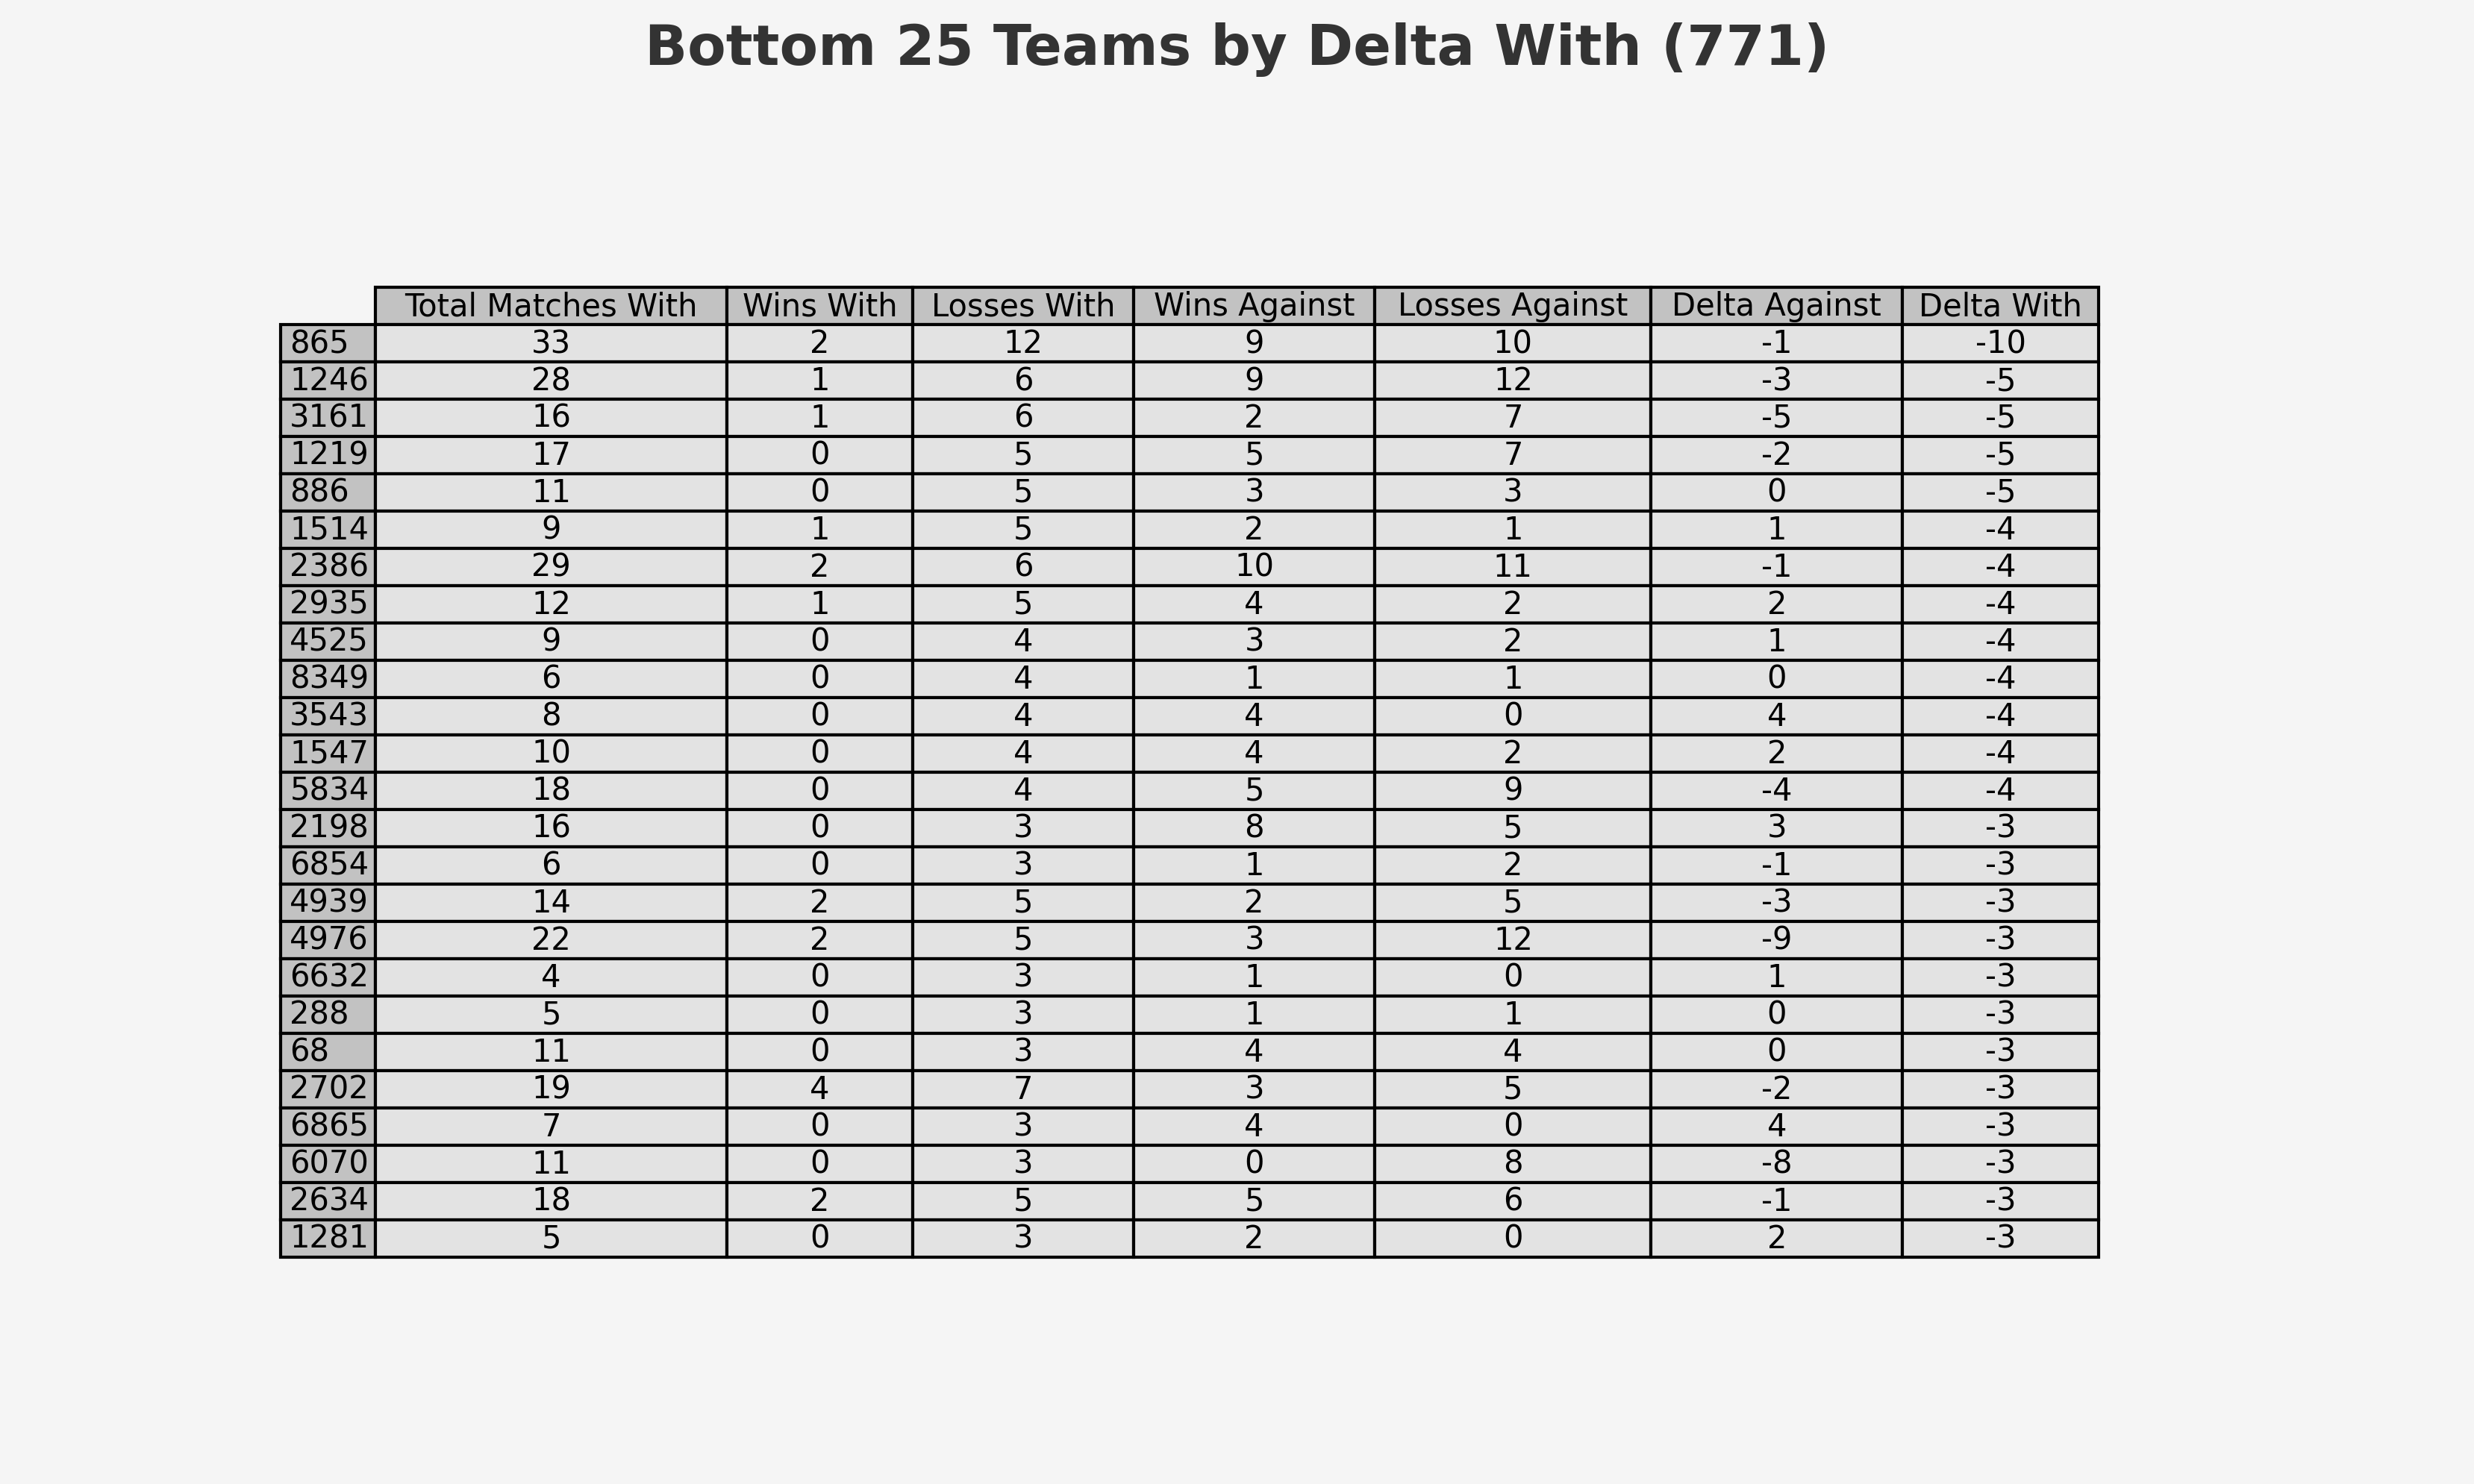 Bottom 25 Teams by Delta With (771)
Total Matches With Wins With Losses With Wins Against Losses Against Delta Against Delta With
865 33 2 12 9 10 -1 -10
1246 28 1 6 9 12 -3 -5
3161 16 1 6 2 7 -5 -5
1219 17 0 5 5 7 -2 -5
886 11 0 5 3 3 0 -5
1514 9 1 5 2 1 1 -4
2386 29 2 6 10 11 -1 -4
2935 12 1 5 4 2 2 -4
4525 9 0 4 3 2 1 -4
8349 6 0 4 1 1 0 -4
3543 8 0 4 4 0 4 -4
1547 10 0 4 4 2 2 -4
5834 18 0 4 5 9 -4 -4
2198 16 0 3 8 5 3 -3
6854 6 0 3 1 2 -1 -3
4939 14 2 5 2 5 -3 -3
4976 22 2 5 3 12 -9 -3
6632 4 0 3 1 0 1 -3
288 5 0 3 1 1 0 -3
68 11 0 3 4 4 0 -3
2702 19 4 7 3 5 -2 -3
6865 7 0 3 4 0 4 -3
6070 11 0 3 0 8 -8 -3
2634 18 2 5 5 6 -1 -3
1281 5 0 3 2 0 2 -3